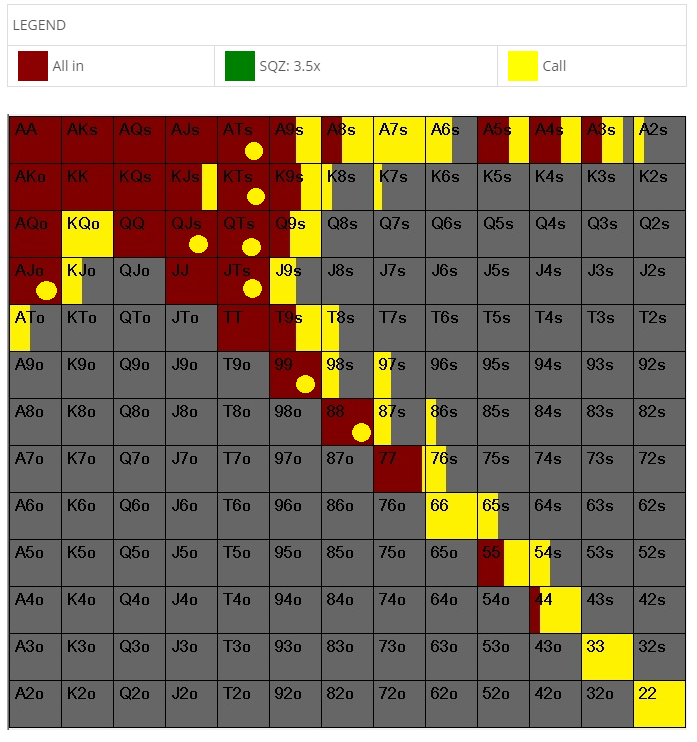 LEGEND
All in SQZ: 3.5x Call
AA AKs AQs AJs ATs A9s A8s A7s A6s A5s A4s A3s A2s
AKo KK KQs KJs KTs K9s K8s K7s K6s K5s K4s K3s K2s
AQo KQo QQ QJs QTs Q9s Q8s Q7s Q6s Q5s Q4s Q3s Q2s
AJo KJo QJo JJ JTs J9s J8s J7s J6s J5s J4s J3s J2s
ATo KTo QTo JTo TT T9s T8s T7s T6s T5s T4s T3s T2s
A9o K9o Q9o J9o T9o 99 98s 97s 96s 95s 94s 93s 92s
A8o K8o Q8o J8o T8o 98o 88 87s 86s 85s 84s 83s 82s
A7o K7o Q7o J7o T7o 97o 87o 77 76s 75s 74s 73s 72s
A6o K6o Q6o J6o T6o 96o 86o 76o 66 65s 64s 63s 62s
A5o K5o Q5o J5o T5o 95o 85o 75o 65o 55 54s 53s 52s
A4o K4o Q4o J4o T4o 94o 84o 74o 64o 54o 44 43s 42s
A3o K3o Q3o J3o T3o 93o 83o 73o 63o 53o 43o 33 32s
A2o K2o Q2o J2o T2o 92o 82o 72o 62o 52o 42o 32o 22